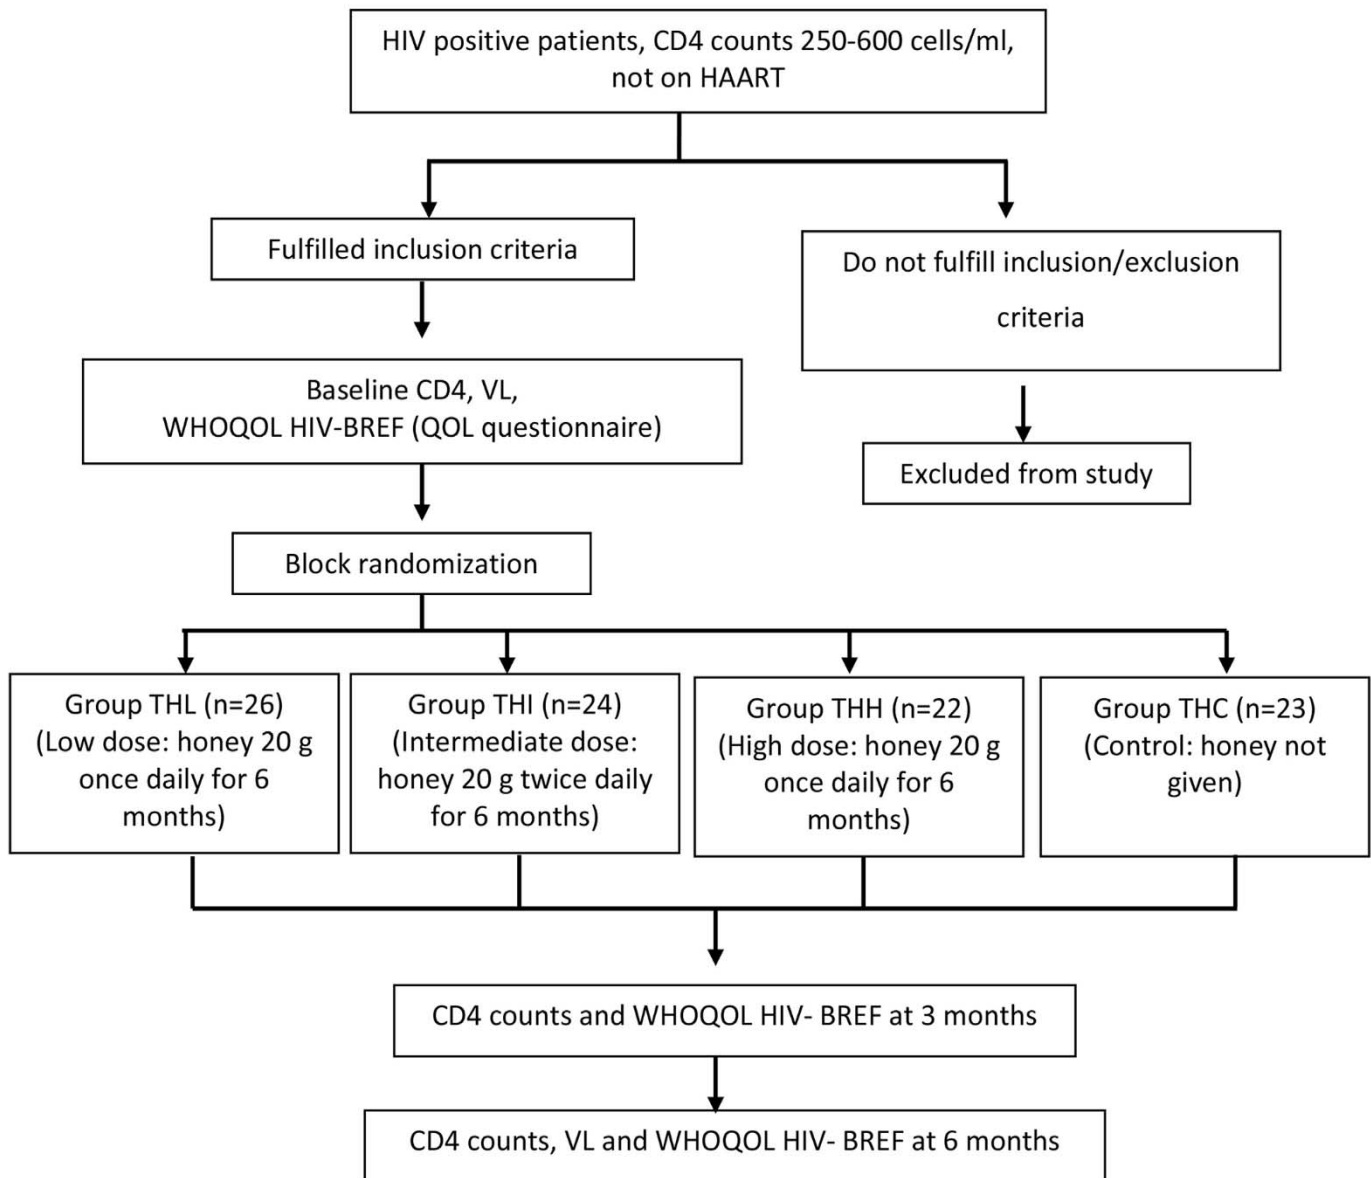 HIV positive patients, CD4 counts 250-600 cells/ml,
not on HAART
Fulfilled inclusion criteria
Do not fulfill inclusion/exclusion
criteria
Baseline CD4, VL,
WHOQOL HIV-BREF (QOL questionnaire)
Excluded from study
Block randomization
Group THL (n=26)
(Low dose: honey 20 g
once daily for 6
months)
Group THI (n=24)
(Intermediate dose:
honey 20 g twice daily
for 6 months)
Group THH (n=22)
(High dose: honey 20 g
once daily for 6
months)
Group THC (n=23)
(Control: honey not
given)
CD4 counts and WHOQOL HIV- BREF at 3 months
CD4 counts, VL and WHOQOL HIV- BREF at 6 months